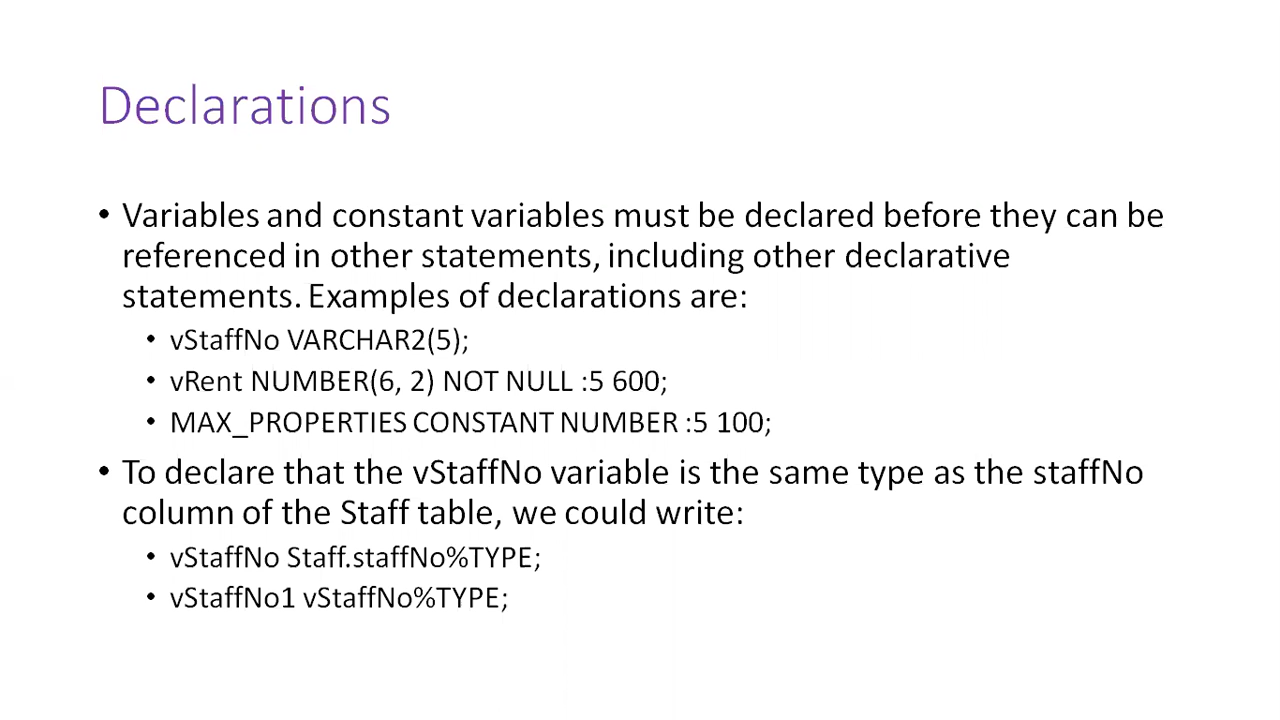 Declarations
• Variables and constant variables must be declared before they can be
referenced in other statements, including other declarative
statements. Examples of declarations are:
• vStaffNo VARCHAR2(5);
• vRent NUMBER(6, 2) NOT NULL :5 600;
• MAX_PROPERTIES CONSTANT NUMBER :5 100;
• To declare that the vStaffNo variable is the same type as the staffNo
column of the Staff table, we could write:
• vStaffNo Staff.staffNo%TYPE;
• vStaffNo1 vStaffNo%TYPE;